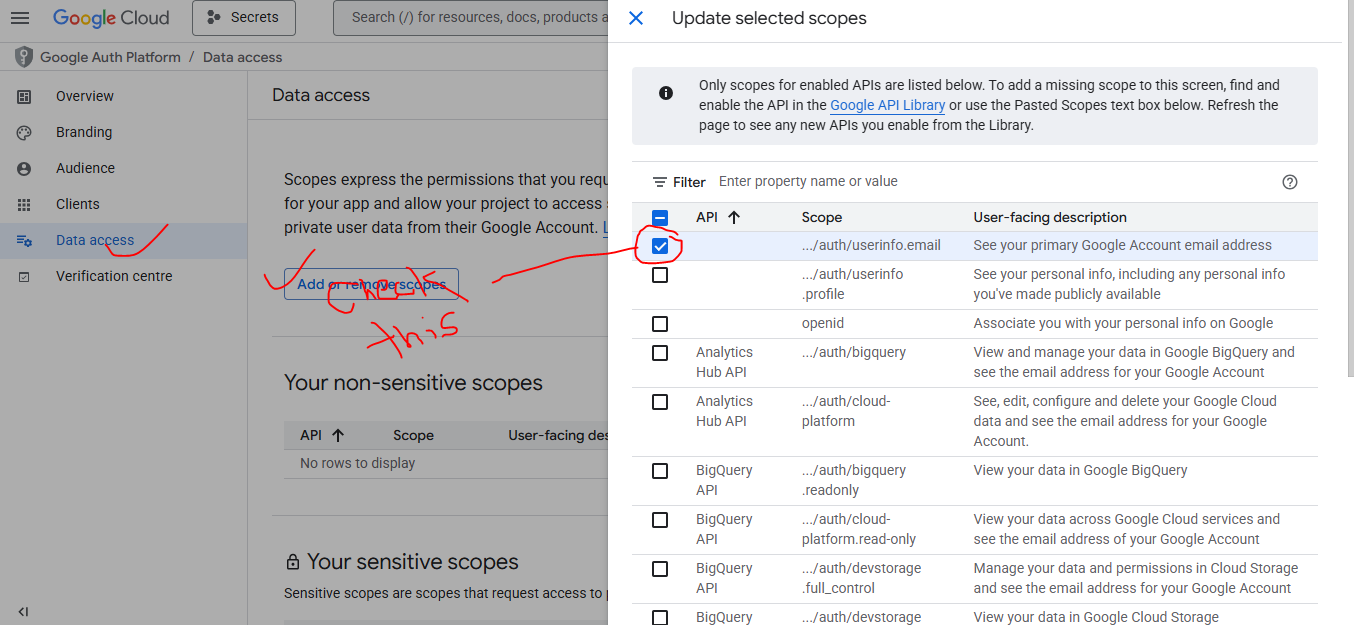 Google Cloud
Secrets
Search (/) for resources, docs, products a
Google Auth Platform / Data access
Overview
Branding
Audience
Clients
Data access
Verification centre
Data access
Scopes express the permissions that you requ
for your app and allow your project to access
private user data from their Google Account. L
Add or remove scopes
Check
this
Your non-sensitive scopes
API Scope User-facing des
No rows to display
Your sensitive scopes
Sensitive scopes are scopes that request access to p
Update selected scopes
Only scopes for enabled APIs are listed below. To add a missing scope to this screen, find and
enable the API in the Google API Library or use the Pasted Scopes text box below. Refresh the
page to see any new APIs you enable from the Library.
Filter Enter property name or value
API Scope User-facing description
.../auth/userinfo.email See your primary Google Account email address
.../auth/userinfo See your personal info, including any personal info
.profile you've made publicly available
openid Associate you with your personal info on Google
Analytics .../auth/bigquery View and manage your data in Google BigQuery and
Hub API see the email address for your Google Account
Analytics .../auth/cloud- See, edit, configure and delete your Google Cloud
Hub API platform data and see the email address for your Google
Account.
BigQuery .../auth/bigquery View your data in Google BigQuery
API .readonly
BigQuery .../auth/cloud- View your data across Google Cloud services and
API platform.read-only see the email address of your Google Account
BigQuery .../auth/devstorage Manage your data and permissions in Cloud Storage
API .full_control and see the email address for your Google Account
BigQuery .../auth/devstorage View your data in Google Cloud Storage